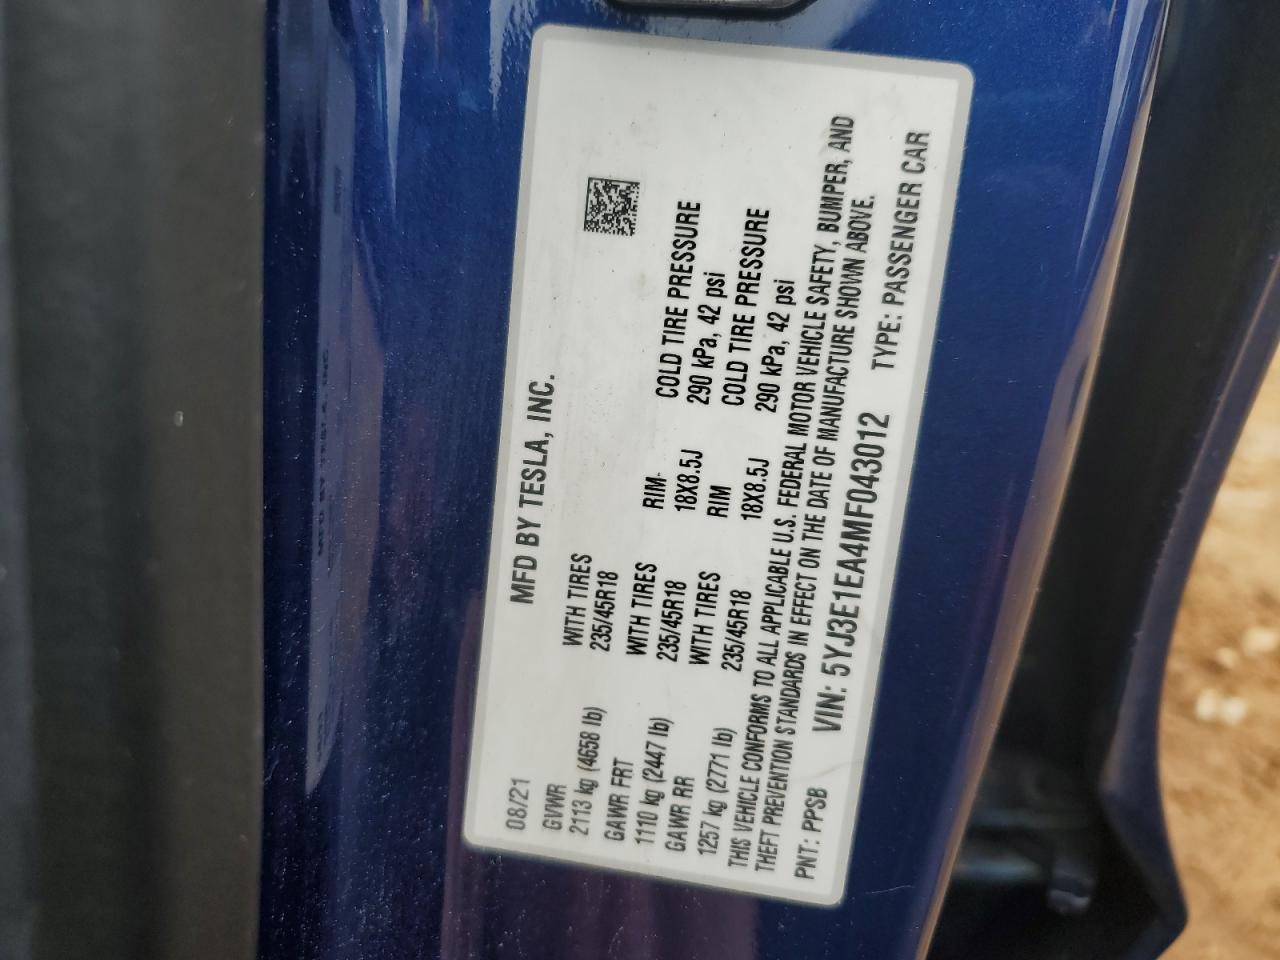 08/21 MFD BY TESLA, INC.
GVWR
2113 kg (4658 lb) WITH TIRES
235/45R18
GAWR FRT WITH TIRES RIM COLD TIRE PRESSURE
1110 kg (2447 lb) 235/45R18 18X8.5J 290 kPa, 42 psi
GAWR RR WITH TIRES RIM COLD TIRE PRESSURE
1257 kg (2771 lb) 235/45R18 18X8.5J 290 kPa, 42 psi
THIS VEHICLE CONFORMS TO ALL APPLICABLE U.S. FEDERAL MOTOR VEHICLE SAFETY, BUMPER, AND
THEFT PREVENTION STANDARDS IN EFFECT ON THE DATE OF MANUFACTURE SHOWN ABOVE.
PNT: PPSB VIN: 5YJ3E1EA4MF043012 TYPE: PASSENGER CAR